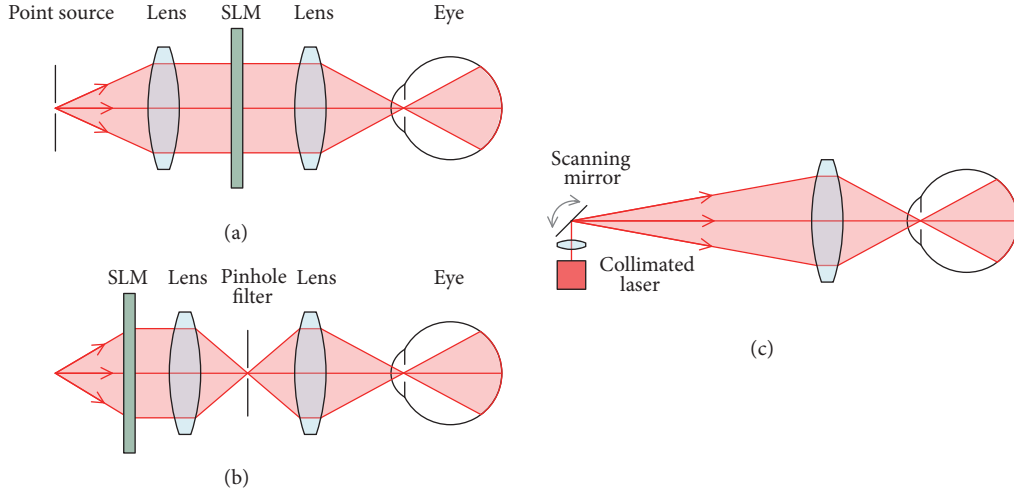 Point source Lens SLM Lens Eye
(a)
SLM Lens Pinhole filter Lens Eye
(b)
Scanning
mirror
Collimated
laser
(c)